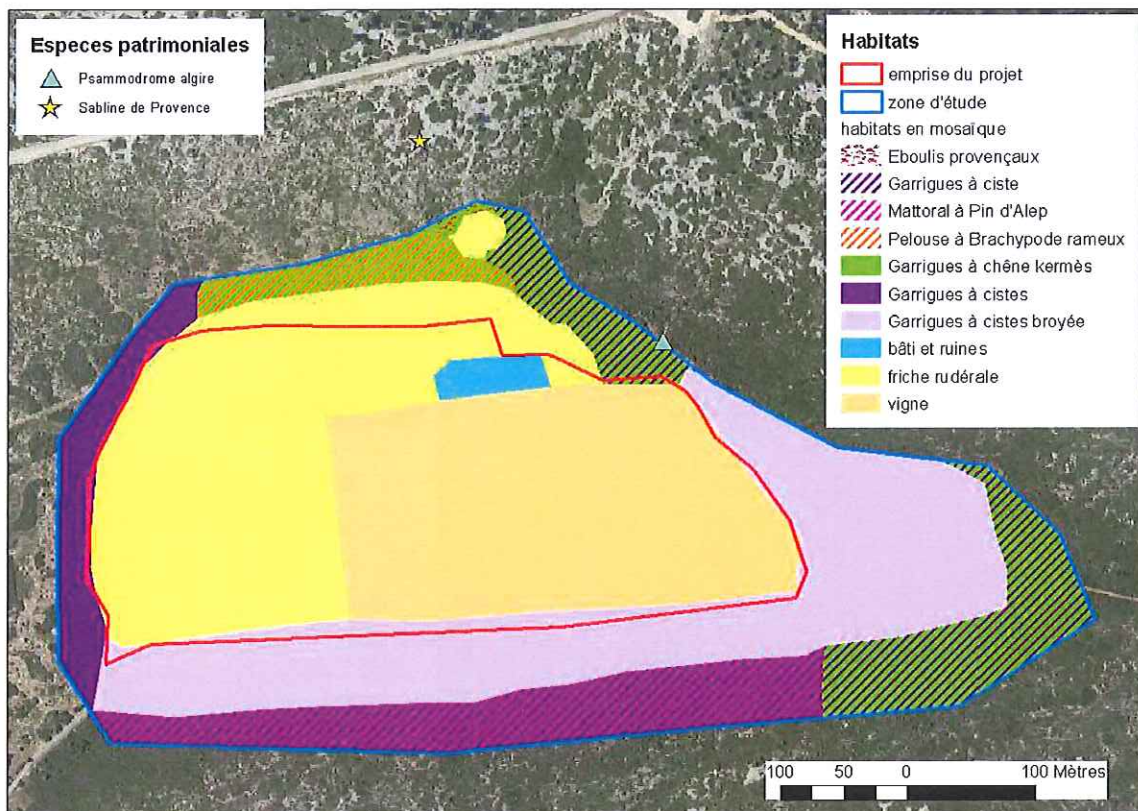 Especes patrimoniales
Psammodrome algire
Sabline de Provence
Habitats
emprise du projet
zone d'étude
habitats en mosaïque
Eboulis provençaux
Garrigues à ciste
Mattoral à Pin d'Alep
Pelouse à Brachypode rameux
Garrigues à chêne kermès
Garrigues à cistes
Garrigues à cistes broyée
bâti et ruines
friche rudérale
vigne
100 50 0 100 Mètres